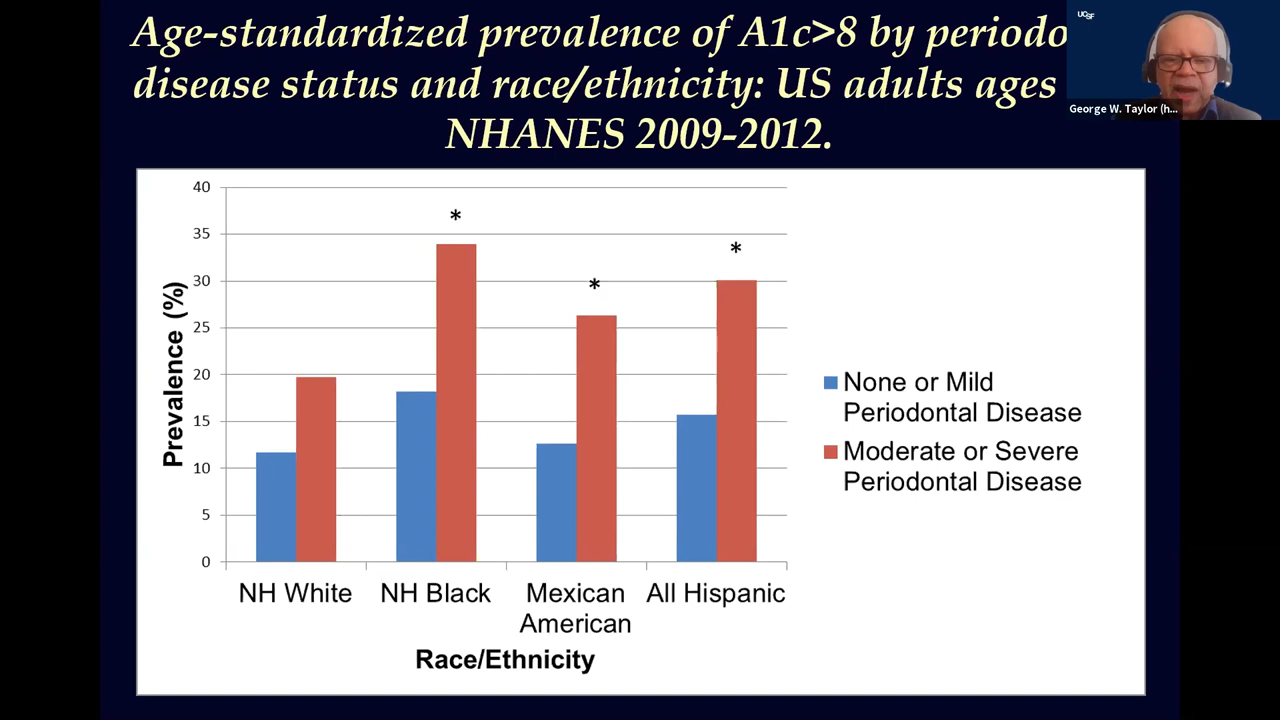 Age-standardized prevalence of A1c>8 by periodo
disease status and race/ethnicity: US adults ages
NHANES 2009-2012.
UCSF
George W. Taylor (h...
40
35
30
25
20
15
10
5
0
Prevalence (%)
*
*
*
None or Mild
Periodontal Disease
Moderate or Severe
Periodontal Disease
NH White
NH Black
Mexican
American
All Hispanic
Race/Ethnicity